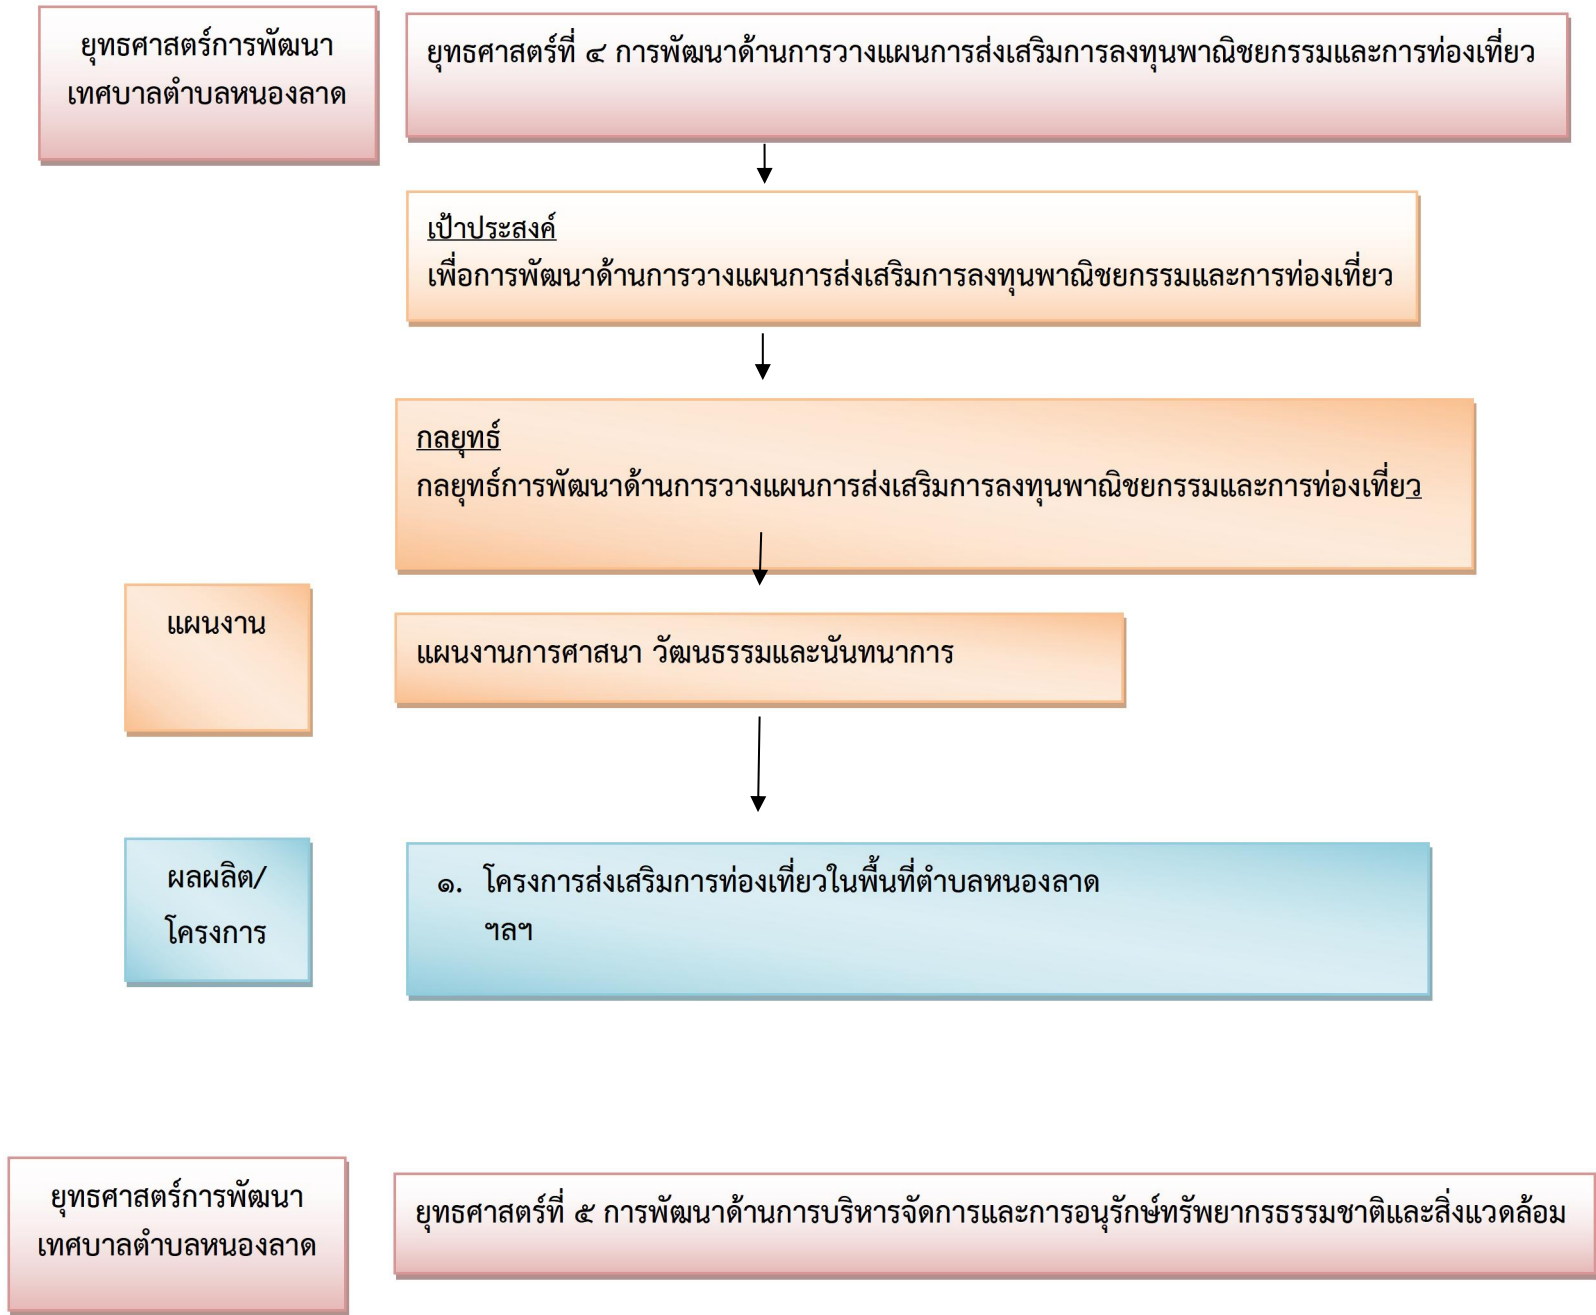 ยุทธศาสตร์การพัฒนา
เทศบาลตำบลหนองลาด
ยุทธศาสตร์ที่ ๔ การพัฒนาด้านการวางแผนการส่งเสริมการลงทุนพาณิชยกรรมและการท่องเที่ยว
เป้าประสงค์
เพื่อการพัฒนาด้านการวางแผนการส่งเสริมการลงทุนพาณิชยกรรมและการท่องเที่ยว
กลยุทธ์
กลยุทธ์การพัฒนาด้านการวางแผนการส่งเสริมการลงทุนพาณิชยกรรมและการท่องเที่ยว
แผนงาน
แผนงานการศาสนา วัฒนธรรมและนันทนาการ
ผลผลิต/
โครงการ
๑. โครงการส่งเสริมการท่องเที่ยวในพื้นที่ตำบลหนองลาด
ฯลฯ
ยุทธศาสตร์การพัฒนา
เทศบาลตำบลหนองลาด
ยุทธศาสตร์ที่ ๕ การพัฒนาด้านการบริหารจัดการและการอนุรักษ์ทรัพยากรธรรมชาติและสิ่งแวดล้อม